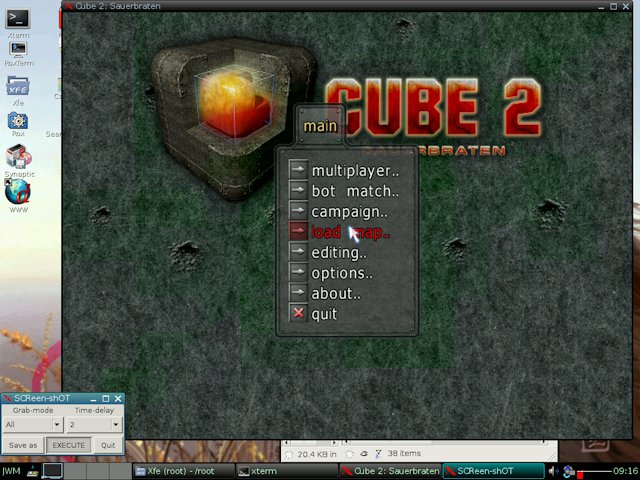 Cube 2: Sauerbraten
Xterm
RoxTerm
Xfe
Rox
Synaptic
WWW
CUBE 2
SAUERBRATEN
main
multiplayer..
bot match..
campaign..
load map..
editing..
options..
about..
quit
SCReen-shOT
Grab-mode
Time-delay
All
2
Save as
EXECUTE
Quit
20.4 KB in
38 items
JWM
Xfe (root) - /root
xterm
Cube 2: Sauerbraten
SCReen-shOT
09:16